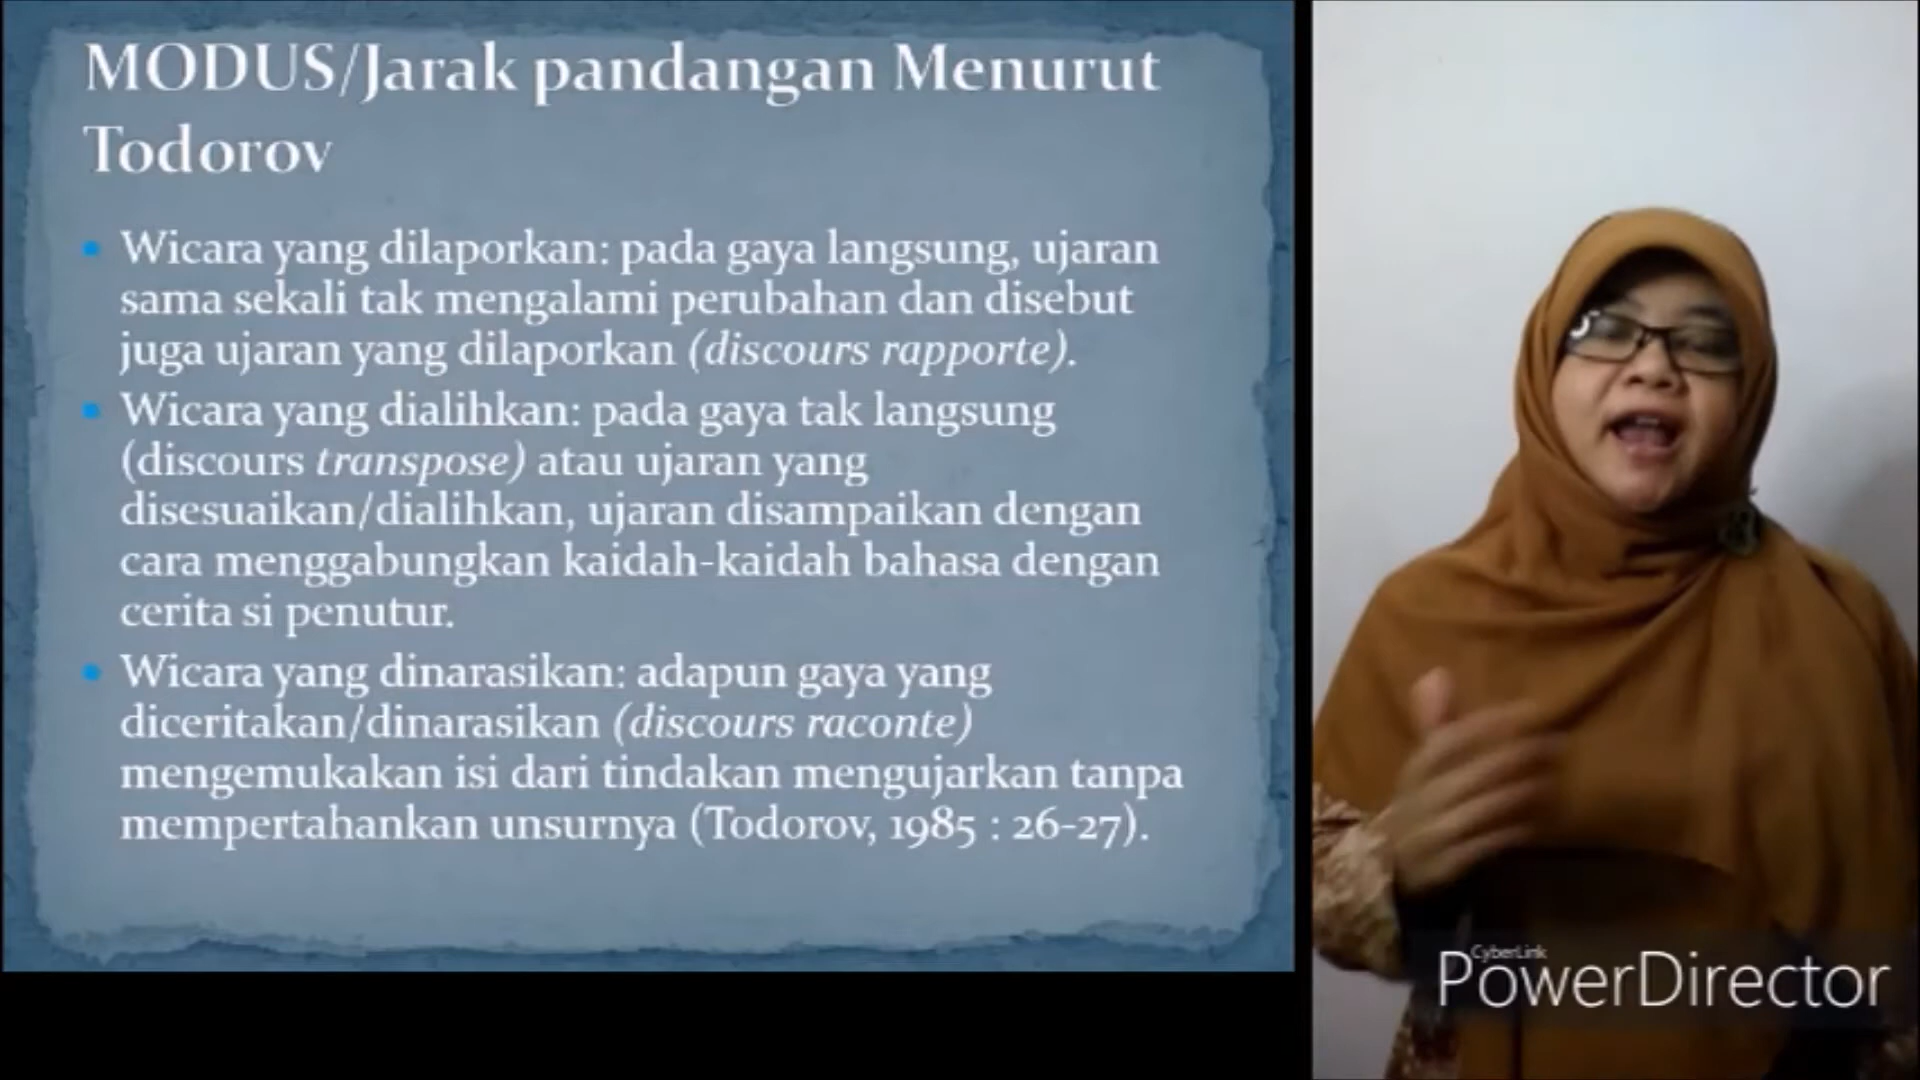 MODUS/Jarak pandangan Menurut
Todorov
Wicara yang dilaporkan: pada gaya langsung, ujaran
sama sekali tak mengalami perubahan dan disebut
juga ujaran yang dilaporkan (discours rapporte).
Wicara yang dialihkan: pada gaya tak langsung
(discours transpose) atau ujaran yang
disesuaikan/dialihkan, ujaran disampaikan dengan
cara menggabungkan kaidah-kaidah bahasa dengan
cerita si penutur.
Wicara yang dinarasikan: adapun gaya yang
diceritakan/dinarasikan (discours raconte)
mengemukakan isi dari tindakan mengujarkan tanpa
mempertahankan unsurnya (Todorov, 1985 : 26-27).
CyberLink
PowerDirector